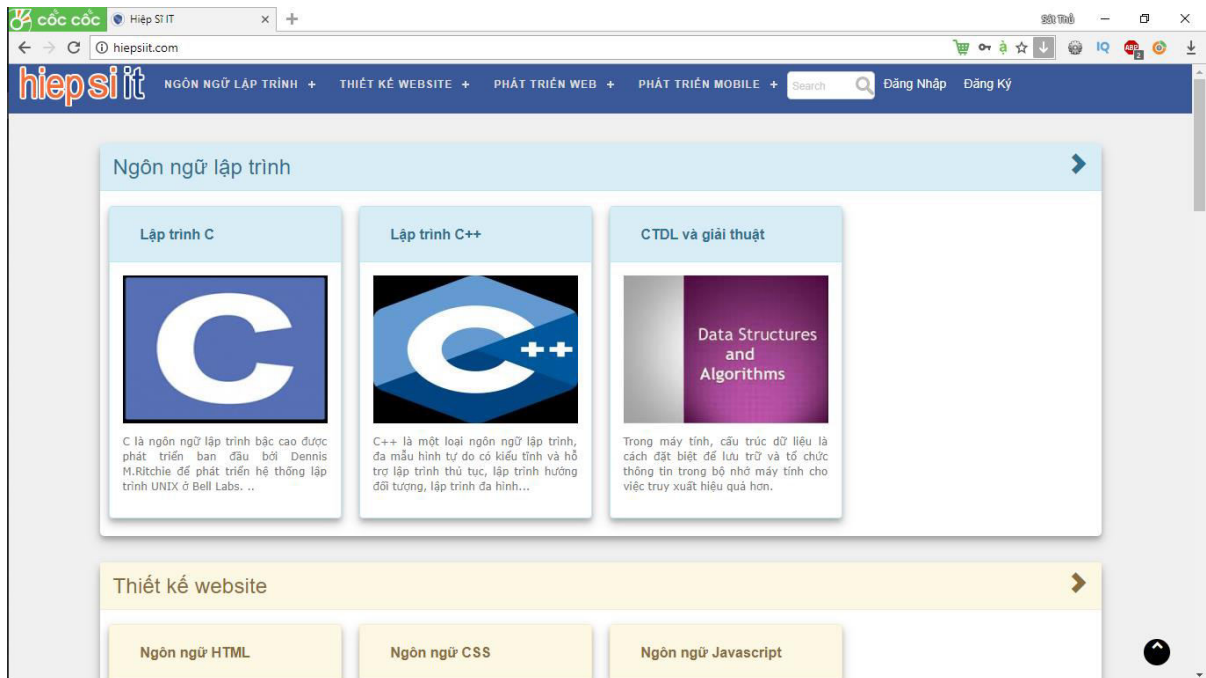 cốc cốc Hiệp Sĩ IT
hiepsiit.com IQ ABP 2
hiep si it NGÔN NGỮ LẬP TRÌNH + THIẾT KẾ WEBSITE + PHÁT TRIỂN WEB + PHÁT TRIỂN MOBILE + Search Đăng Nhập Đăng Ký
Ngôn ngữ lập trình
Lập trình C
C
C là ngôn ngữ lập trình bậc cao được
phát triển ban đầu bởi Dennis
M.Ritchie để phát triển hệ thống lập
trình UNIX ở Bell Labs. ..
Lập trình C++
C++
C++ là một loại ngôn ngữ lập trình,
đa mẫu hình tự do có kiểu tĩnh và hỗ
trợ lập trình thủ tục, lập trình hướng
đối tượng, lập trình đa hình...
CTDL và giải thuật
Data Structures
and
Algorithms
Trong máy tính, cấu trúc dữ liệu là
cách đặt biệt để lưu trữ và tổ chức
thông tin trong bộ nhớ máy tính cho
việc truy xuất hiệu quả hơn.
Thiết kế website
Ngôn ngữ HTML
Ngôn ngữ CSS
Ngôn ngữ Javascript